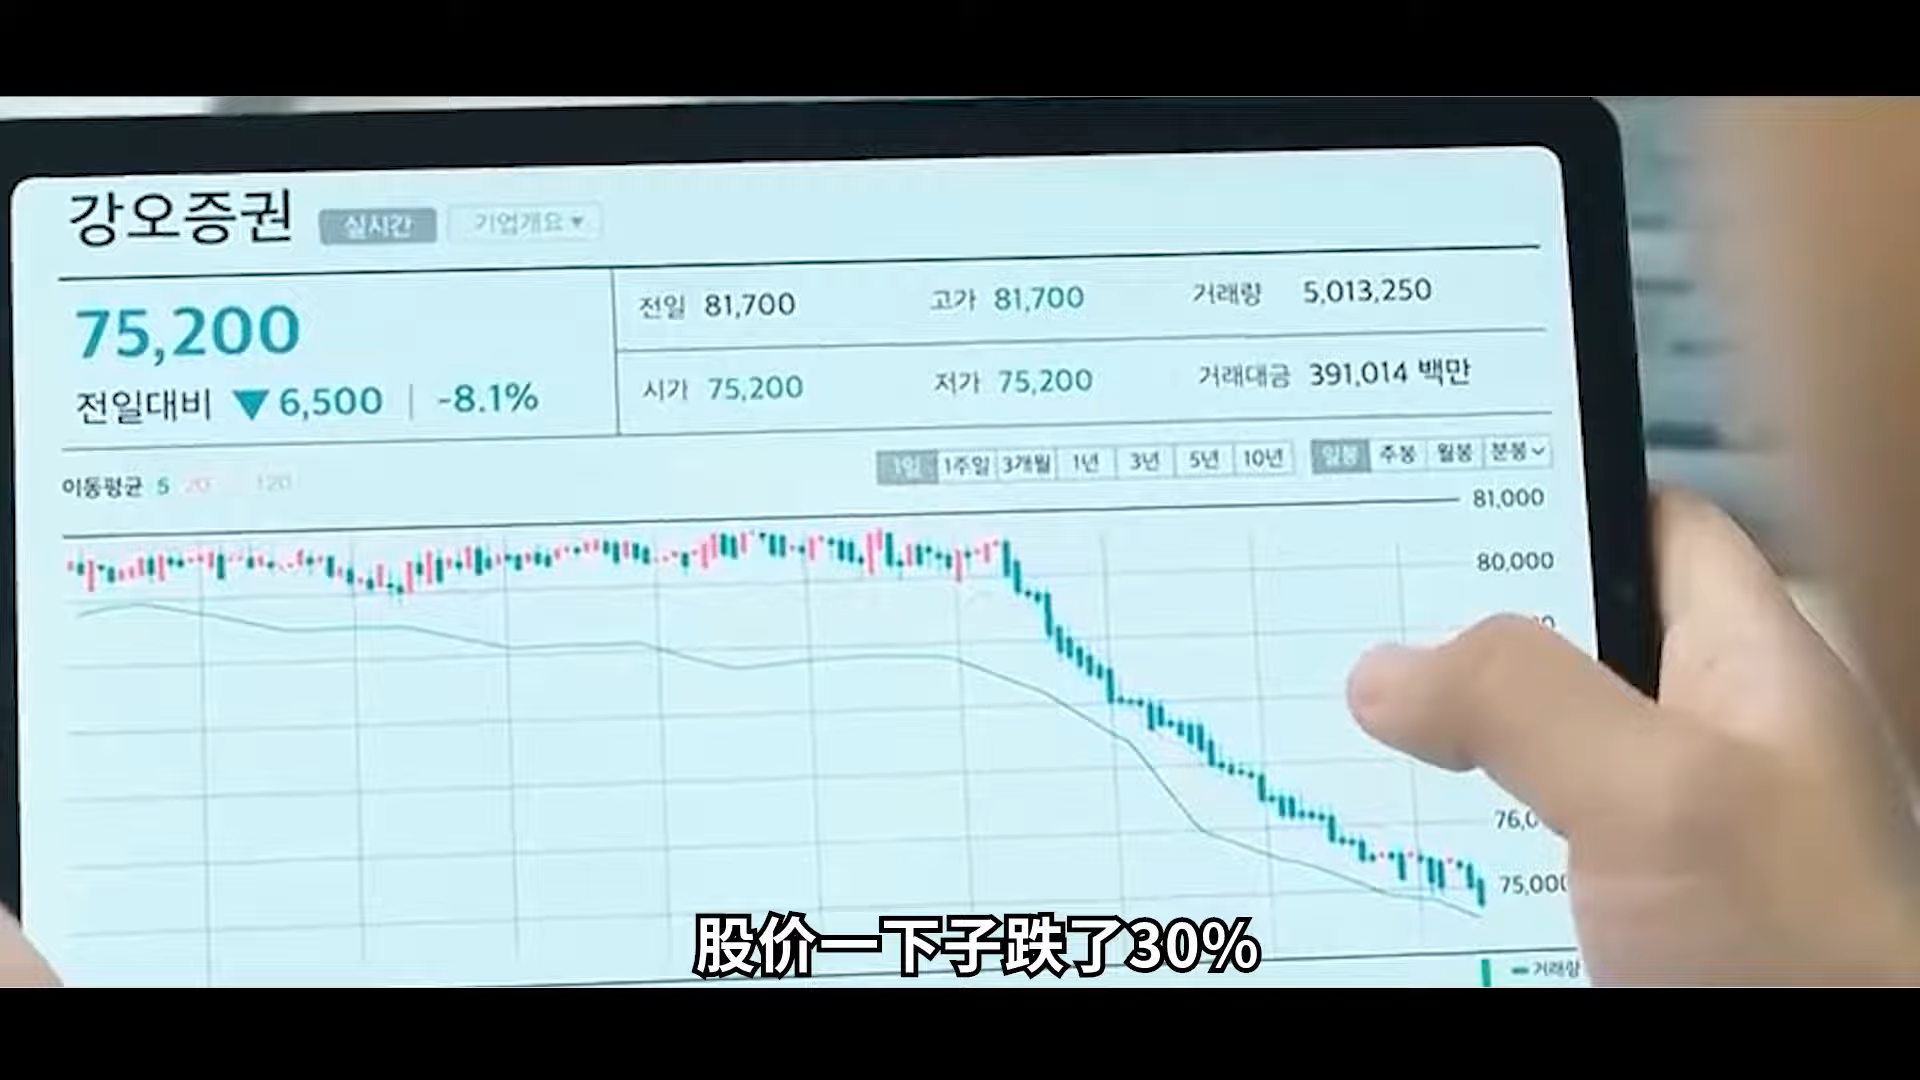 강오증권 실시간 기업개요 ▼
75,200
전일대비 ▼6,500 | -8.1%
전일 81,700 고가 81,700 거래량 5,013,250
시가 75,200 저가 75,200 거래대금 391,014 백만
이동평균 5 20 120
1일 1주일 3개월 1년 3년 5년 10년 일봉 주봉 월봉 분봉
81,000
80,000
75,000
거래량
股价一下子跌了30%